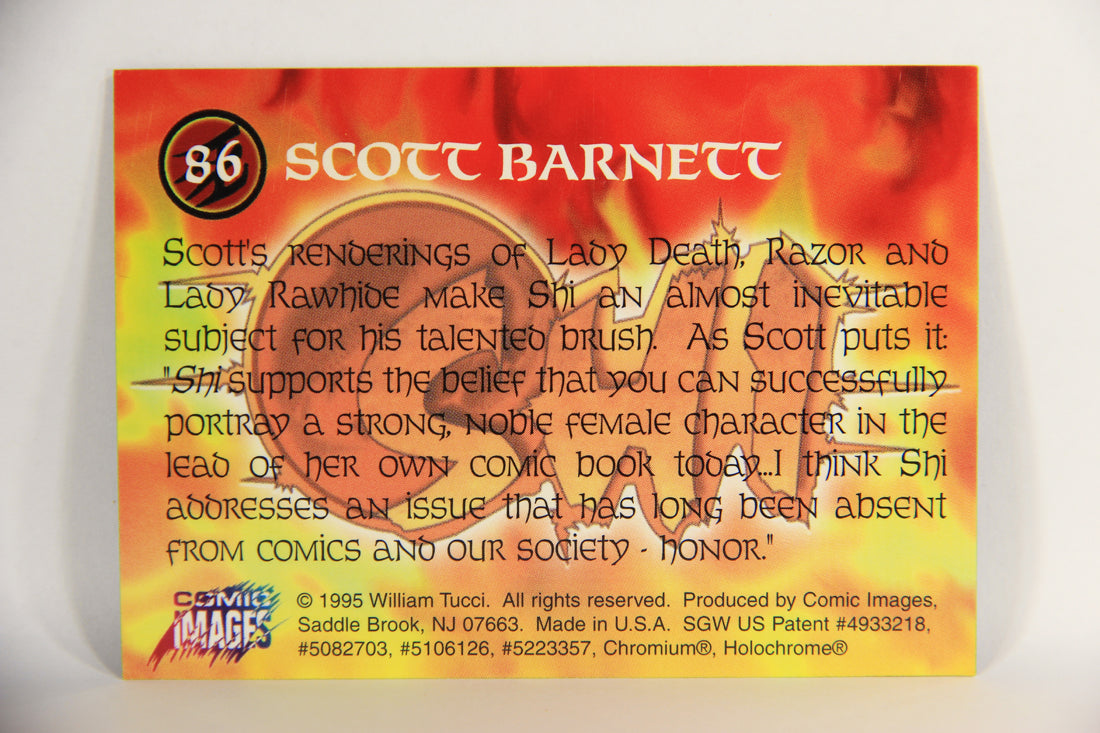 86 SCOTT BARNETT
Scott's renderings of Lady Death, Razor and
Lady Rawhide make Shi an almost inevitable
subject for his talented brush. As Scott puts it:
"Shi supports the belief that you can successfully
portray a strong, noble female character in the
lead of her own comic book today...I think Shi
addresses an issue that has long been absent
from comics and our society - honor."
SHI
COMIC
IMAGES
© 1995 William Tucci. All rights reserved. Produced by Comic Images,
Saddle Brook, NJ 07663. Made in U.S.A. SGW US Patent #4933218,
#5082703, #5106126, #5223357, Chromium®, Holochrome®